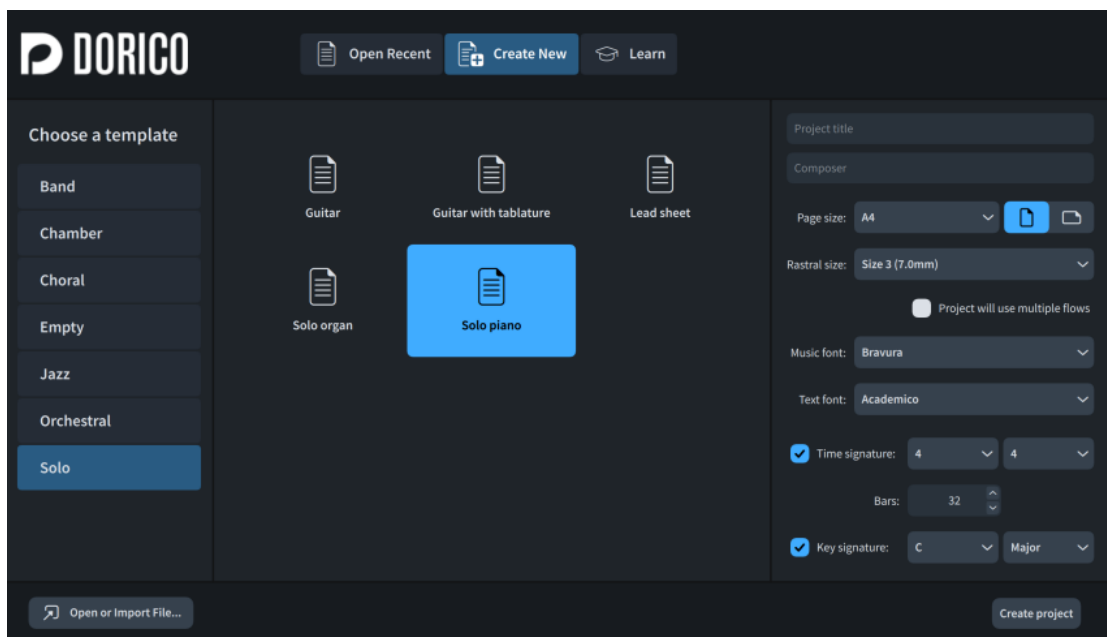 DORICO
Open Recent
Create New
Learn
Choose a template
Band
Chamber
Choral
Empty
Jazz
Orchestral
Solo
Guitar
Guitar with tablature
Lead sheet
Solo organ
Solo piano
Project title
Composer
Page size: A4
Rastral size: Size 3 (7.0mm)
Project will use multiple flows
Music font: Bravura
Text font: Academico
Time signature: 4 4
Bars: 32
Key signature: C Major
Open or Import File...
Create project